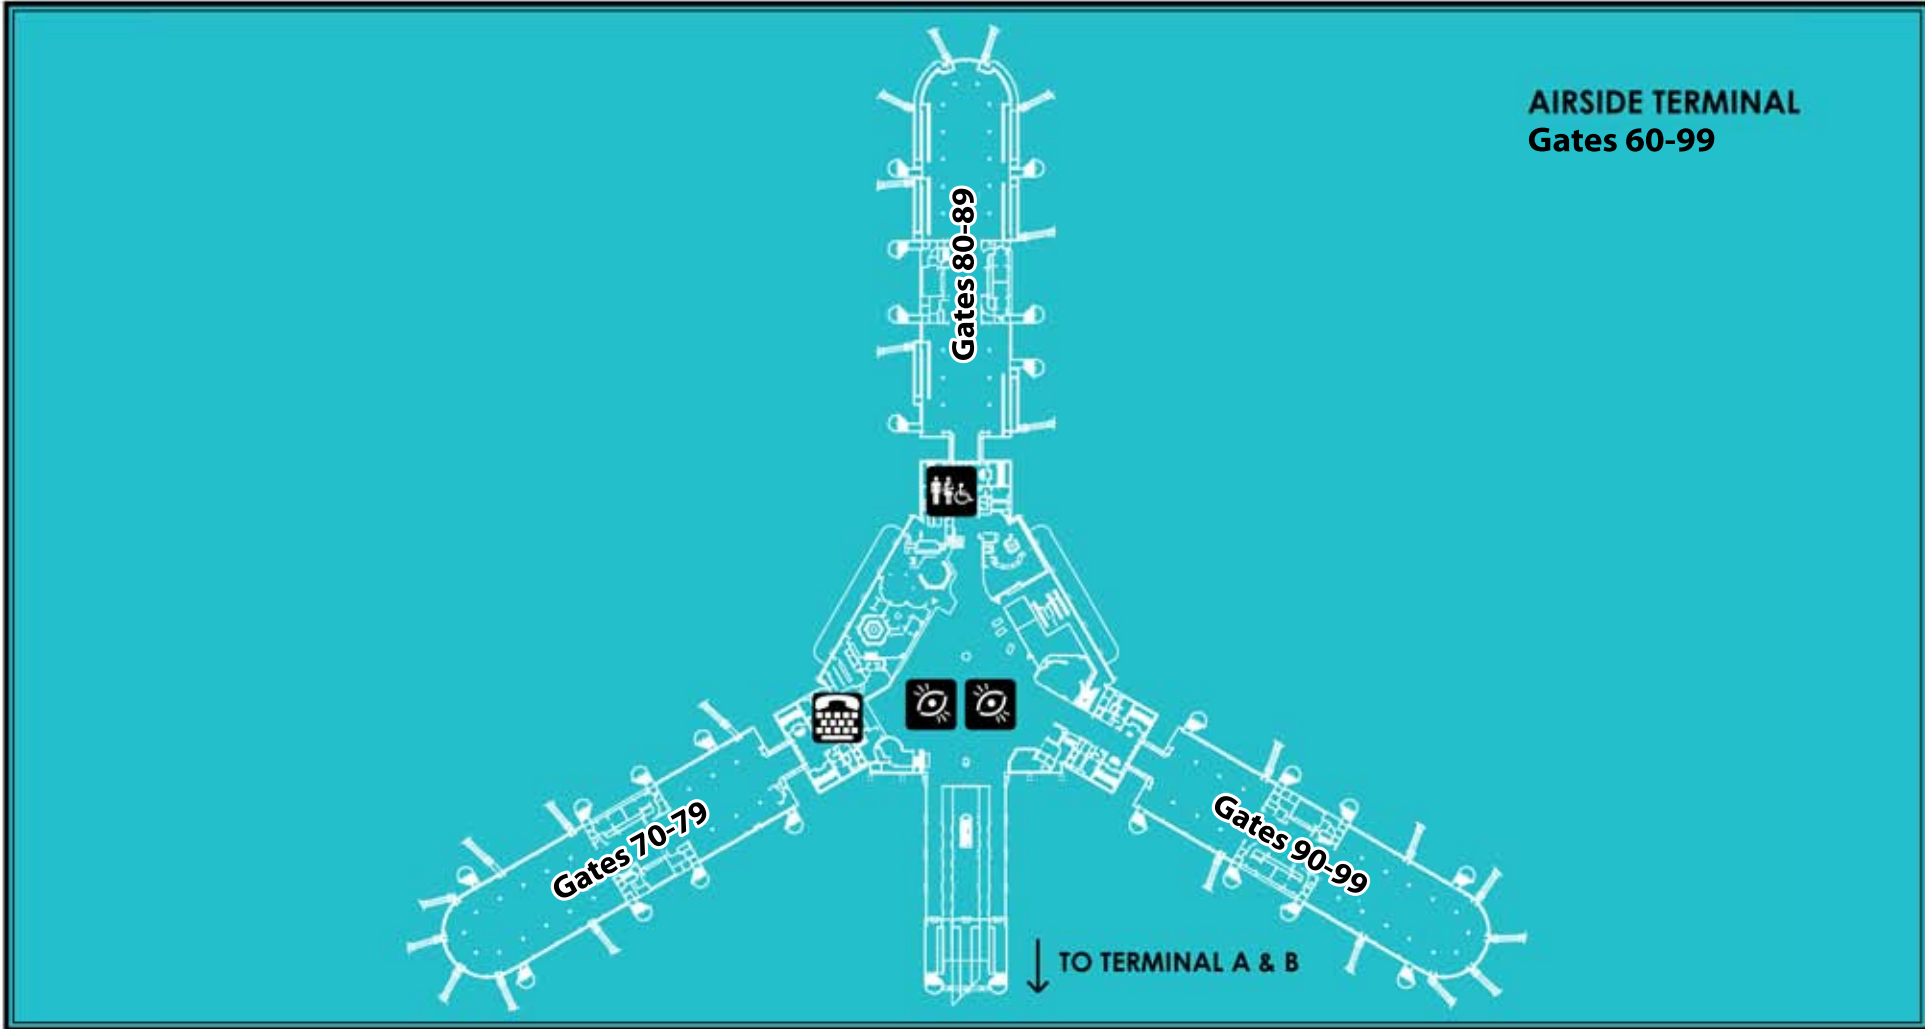 AIRSIDE TERMINAL
Gates 60-99
Gates 80-89
Gates 70-79
Gates 90-99
TO TERMINAL A & B